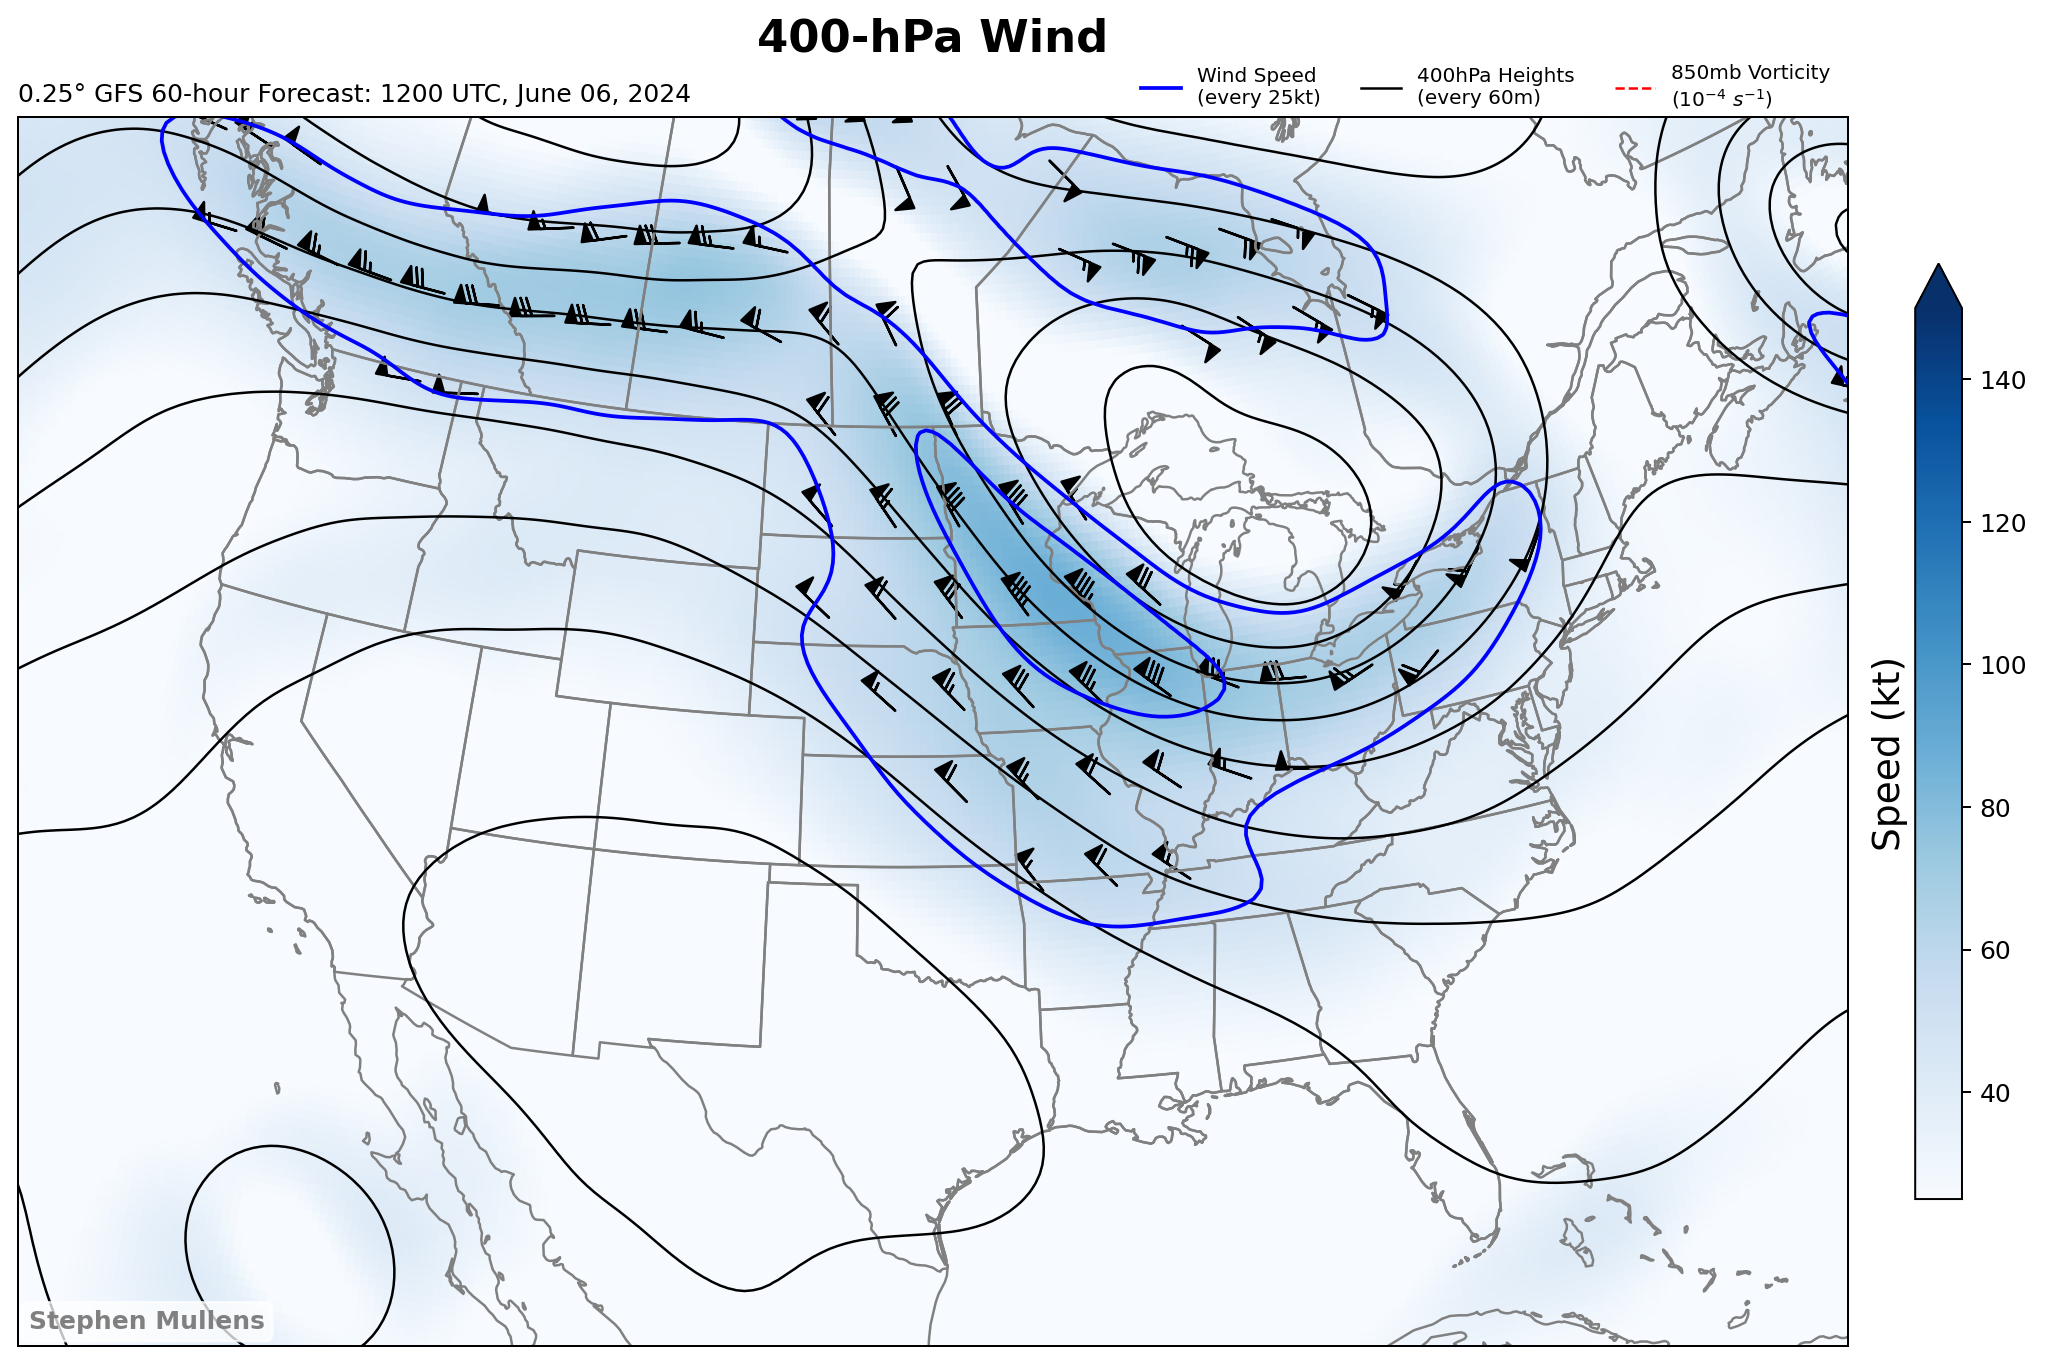 400-hPa Wind
0.25° GFS 60-hour Forecast: 1200 UTC, June 06, 2024
Wind Speed
(every 25kt)
400hPa Heights
(every 60m)
850mb Vorticity
(10⁻⁴ s⁻¹)
140
120
100
80
60
40
Speed (kt)
Stephen Mullens